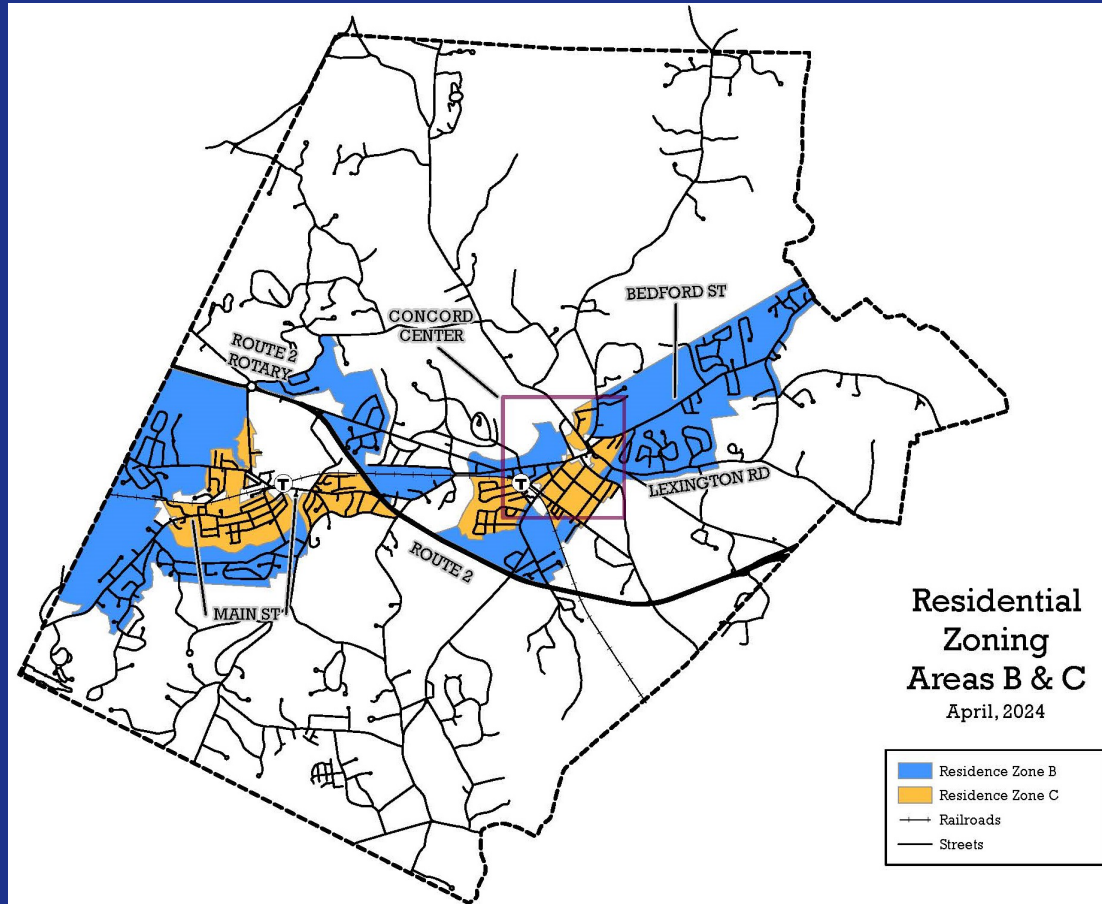 BEDFORD ST
CONCORD
CENTER
ROUTE 2
ROTARY
T
T
LEXINGTON RD
ROUTE 2
MAIN ST
Residential
Zoning
Areas B & C
April, 2024
Residence Zone B
Residence Zone C
Railroads
Streets